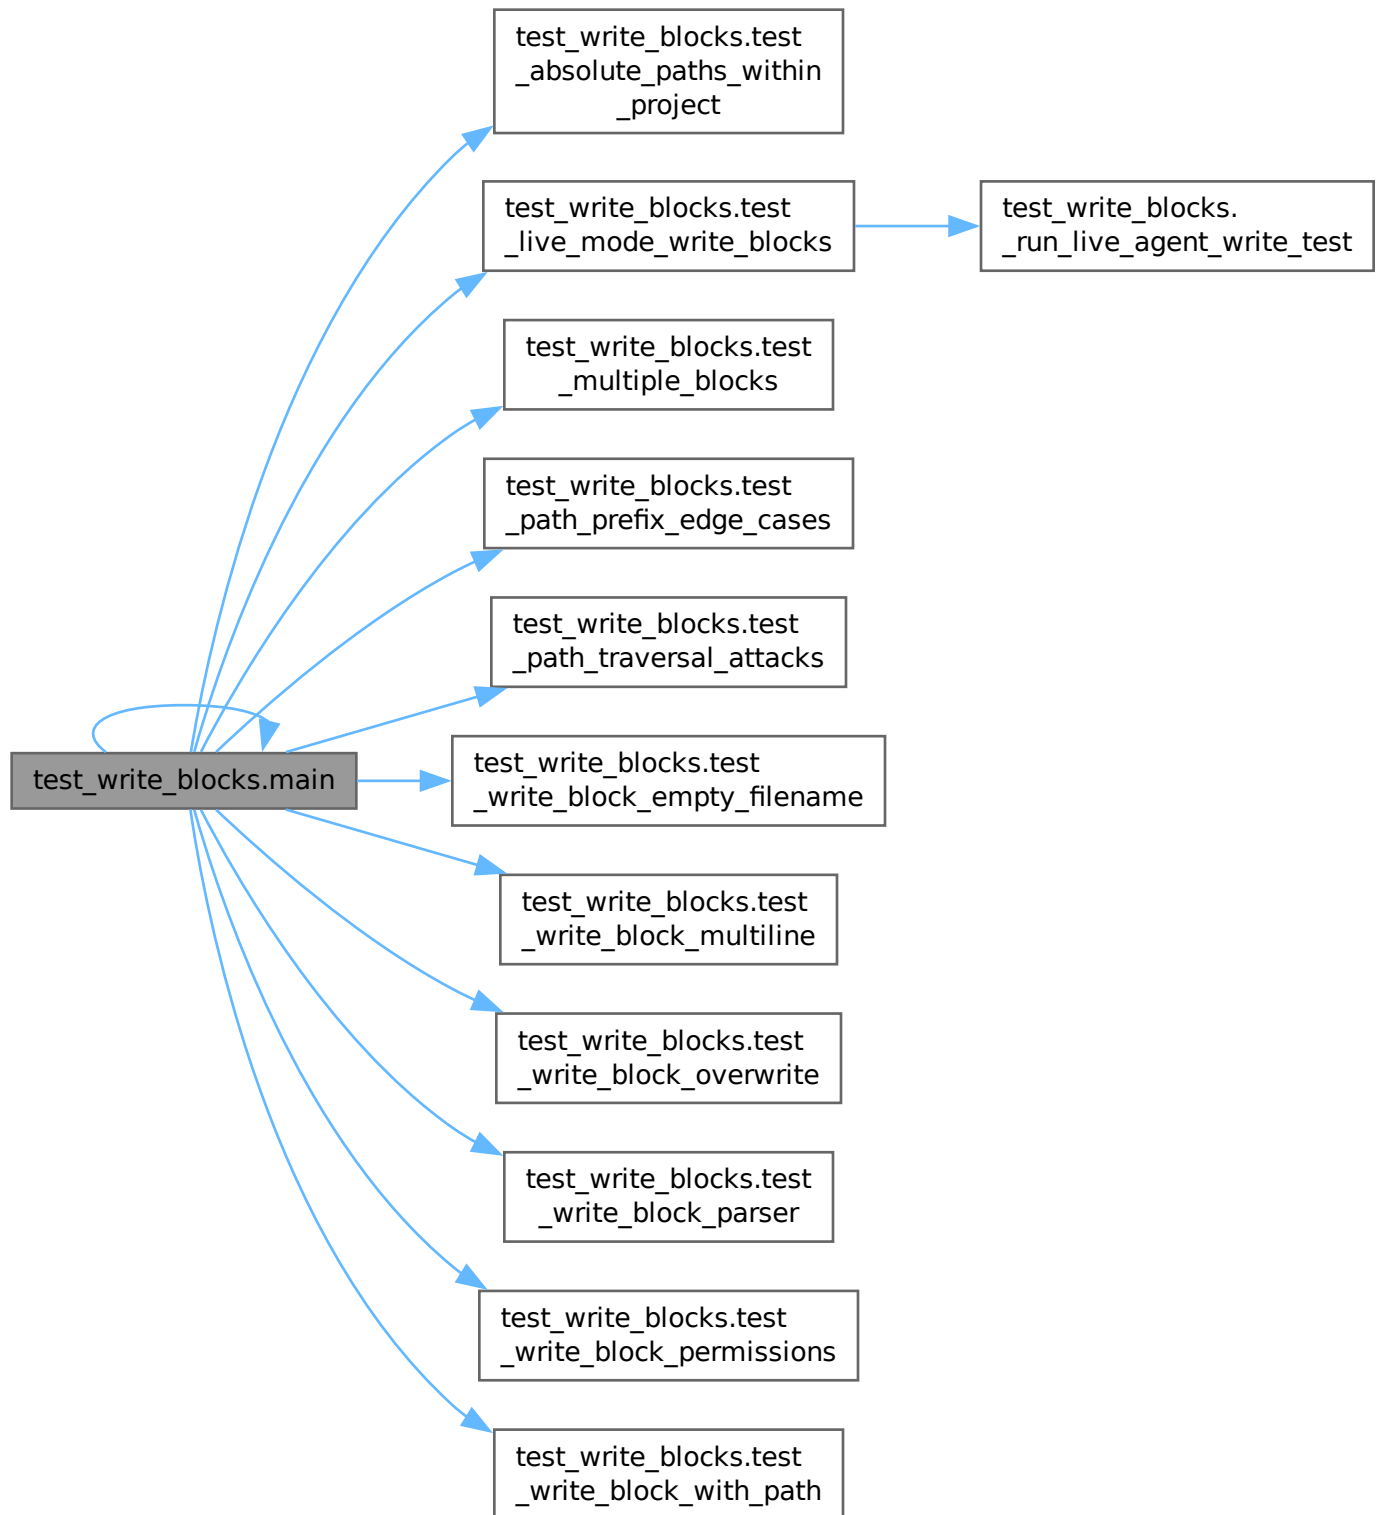 test_write_blocks.test
_absolute_paths_within
_project
test_write_blocks.test
_live_mode_write_blocks
test_write_blocks.
_run_live_agent_write_test
test_write_blocks.test
_multiple_blocks
test_write_blocks.test
_path_prefix_edge_cases
test_write_blocks.test
_path_traversal_attacks
test_write_blocks.main
test_write_blocks.test
_write_block_empty_filename
test_write_blocks.test
_write_block_multiline
test_write_blocks.test
_write_block_overwrite
test_write_blocks.test
_write_block_parser
test_write_blocks.test
_write_block_permissions
test_write_blocks.test
_write_block_with_path